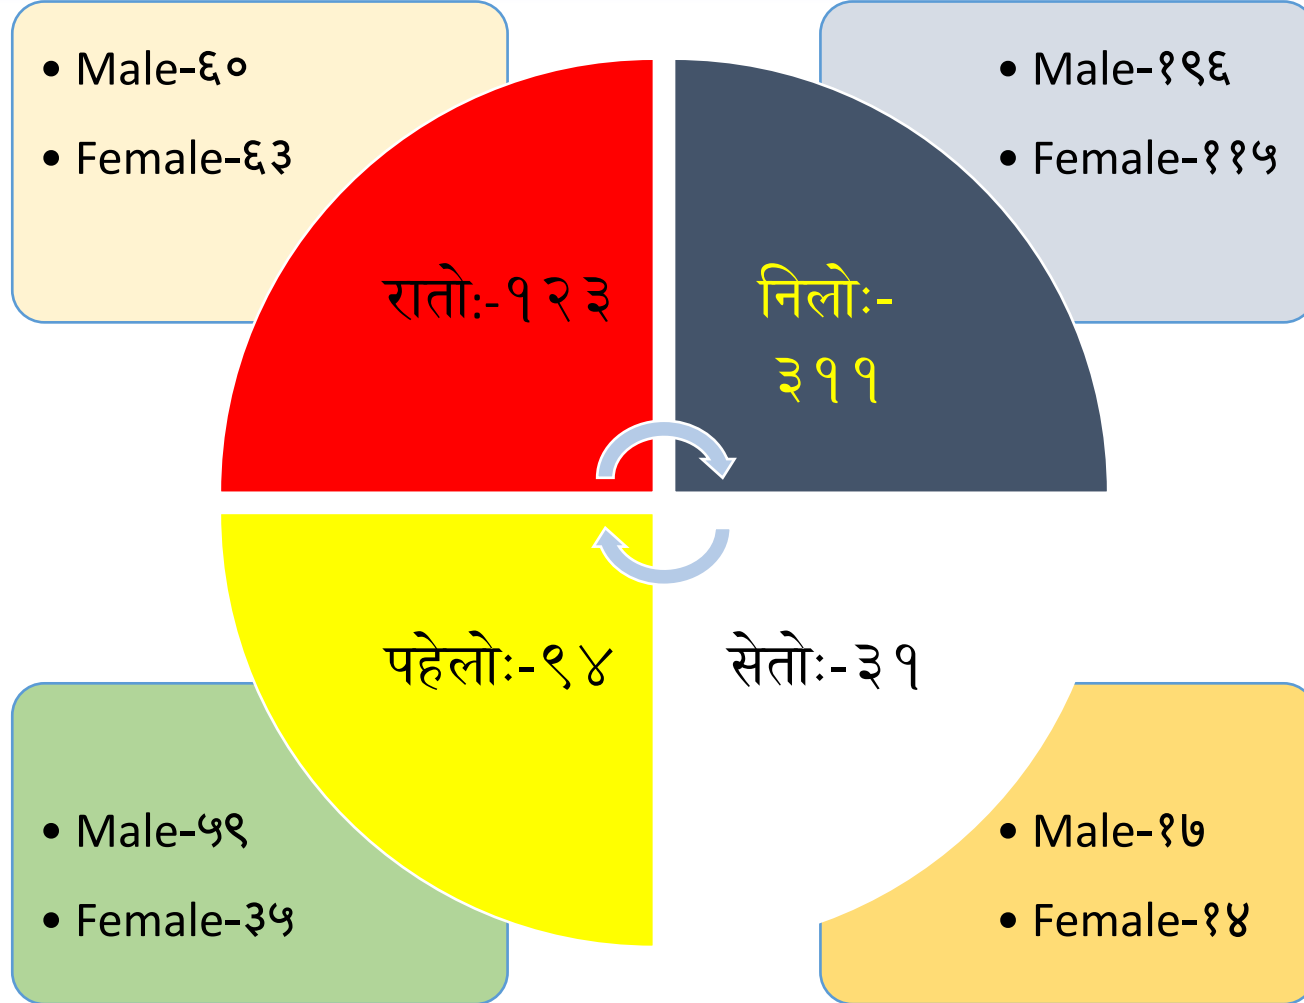 • Male-६०
• Female-६३
• Male-१९६
• Female-११५
रातो:-१२३
निलोः-
३११
पहेलोः-९४
सेतोः-३१
• Male-५९
• Female-३५
• Male-१७
• Female-१४